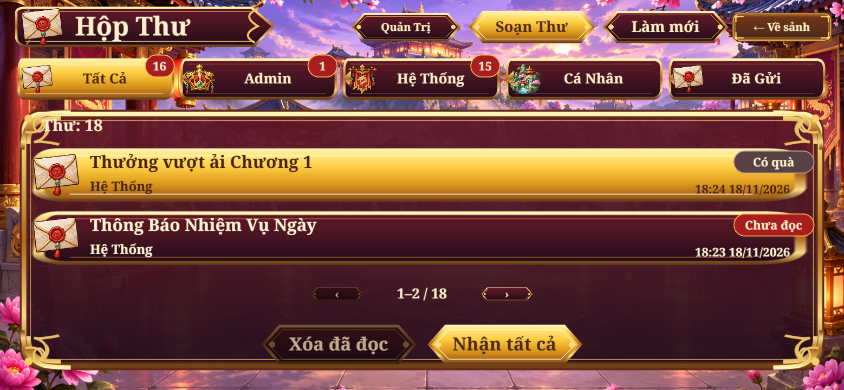 Hộp Thư
Quản Trị
Soạn Thư
Làm mới
← Về sảnh
Tất Cả
16
Admin
1
Hệ Thống
15
Cá Nhân
Đã Gửi
Thư: 18
Thưởng vượt ải Chương 1
Có quà
Hệ Thống
18:24 18/11/2026
Thông Báo Nhiệm Vụ Ngày
Chưa đọc
Hệ Thống
18:23 18/11/2026
‹ 1–2 / 18 ›
Xóa đã đọc
Nhận tất cả